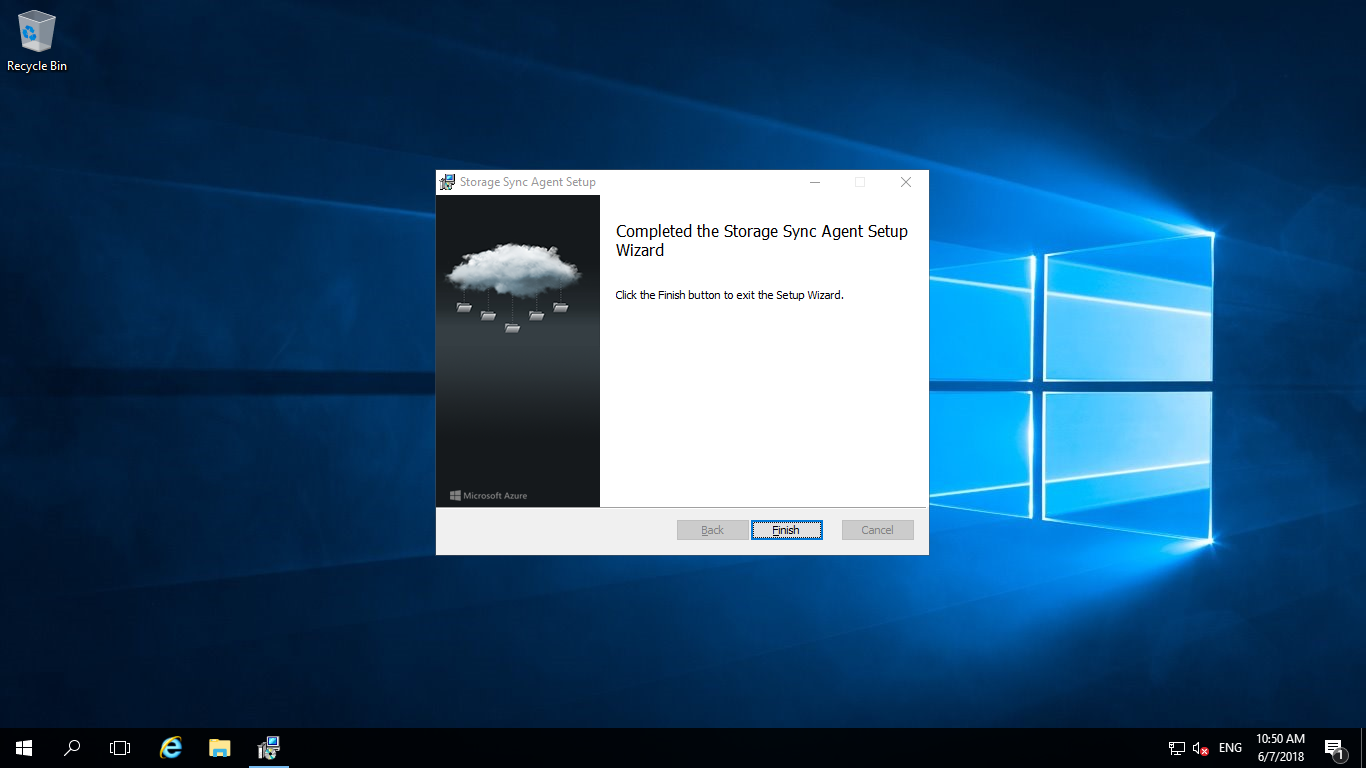 Recycle Bin
Storage Sync Agent Setup
Completed the Storage Sync Agent Setup
Wizard
Click the Finish button to exit the Setup Wizard.
Microsoft Azure
Back
Finish
Cancel
ENG
10:50 AM
6/7/2018
1